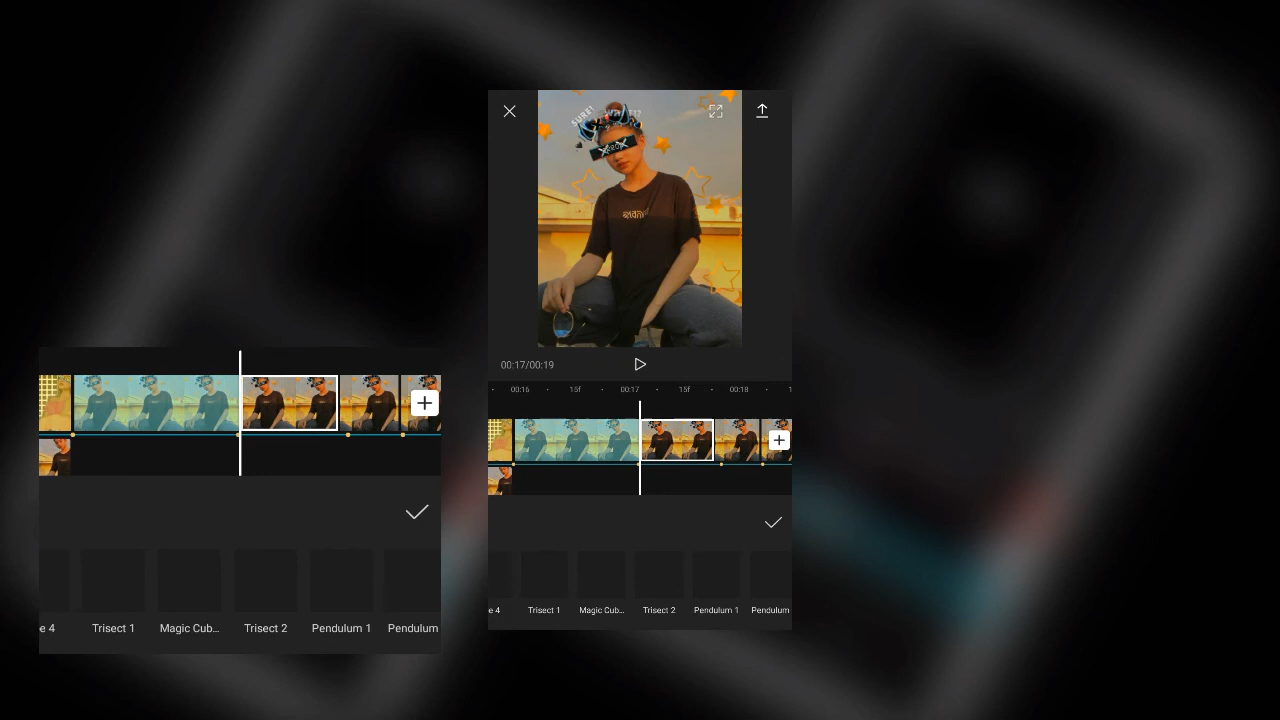 SURE!
00:17/00:19
00:16
15f
00:17
15f
00:18
e 4
Trisect 1
Magic Cub...
Trisect 2
Pendulum 1
Pendulum
e 4
Trisect 1
Magic Cub...
Trisect 2
Pendulum 1
Pendulum